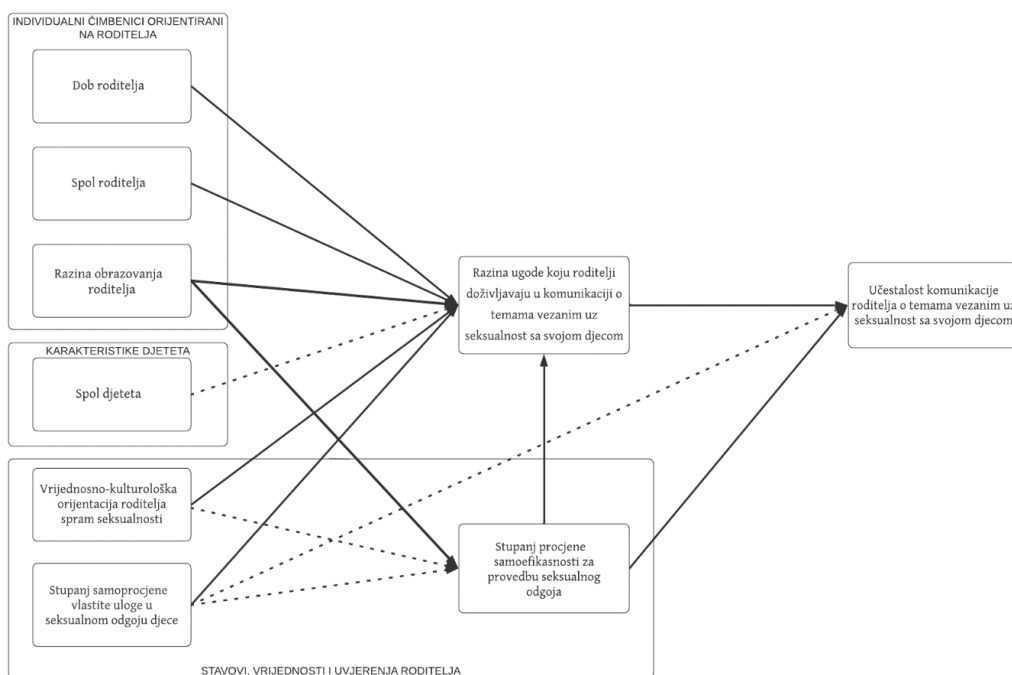 INDIVIDUALNI ČIMBENICI ORIJENTIRANI
NA RODITELJA
Dob roditelja
Spol roditelja
Razina obrazovanja
roditelja
KARAKTERISTIKE DJETETA
Spol djeteta
Vrijednosno-kulturološka
orijentacija roditelja
spram seksualnosti
Stupanj samoprocjene
vlastite uloge u
seksualnom odgoju djece
Razina ugode koju roditelji
doživljavaju u komunikaciji o
temama vezanim uz
seksualnost sa svojom djecom
Stupanj procjene
samoefikasnosti za
provedbu seksualnog
odgoja
STAVOVI, VRIJEDNOSTI I UVJERENJA RODITELJA
Učestalost komunikacije
roditelja o temama vezanim uz
seksualnost sa svojom djecom